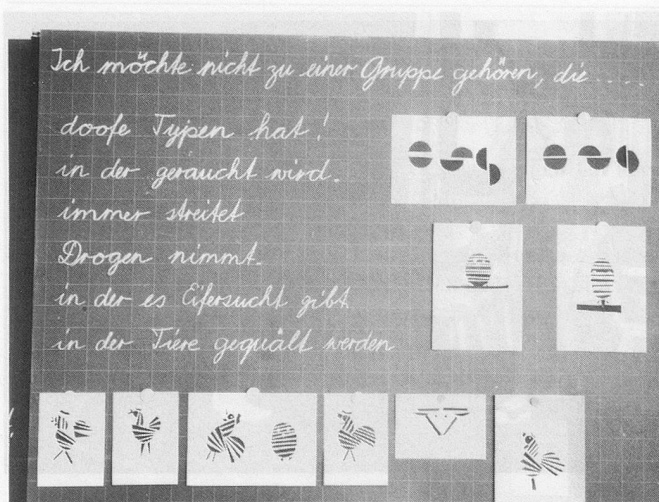 Ich möchte nicht zu einer Gruppe gehören, die.....
doofe Typen hat!
in der geraucht wird.
immer streitet
Drogen nimmt.
in der es Eifersucht gibt
in der Tiere gequält werden